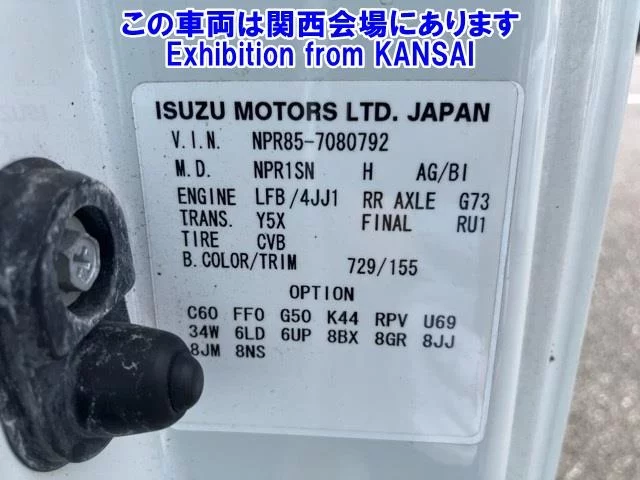 この車両は関西会場にあります
Exhibition from KANSAI
ISUZU MOTORS LTD. JAPAN
V.I.N. NPR85-7080792
M.D. NPR1SN H AG/BI
ENGINE LFB/4JJ1 RR AXLE G73
TRANS. Y5X FINAL RU1
TIRE CVB
B.COLOR/TRIM 729/155
OPTION
C60 FF0 G50 K44 RPV U69
34W 6LD 6UP 8BX 8GR 8JJ
8JM 8NS